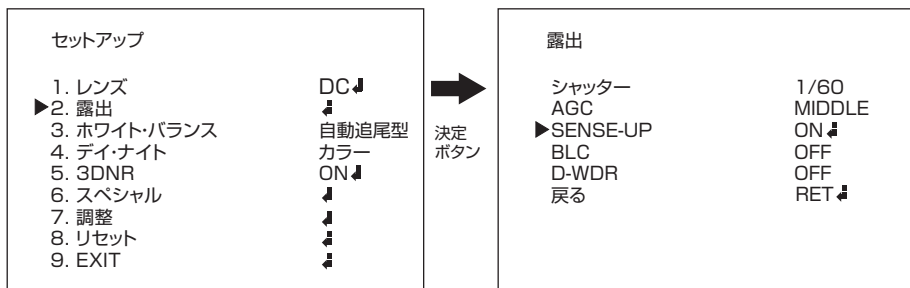 セットアップ
1. レンズ DC↲
▶2. 露出 ↲
3. ホワイト・バランス 自動追尾型
4. デイ・ナイト カラー
5. 3DNR ON↲
6. スペシャル ↲
7. 調整 ↲
8. リセット ↲
9. EXIT ↲
決定
ボタン
露出
シャッター 1/60
AGC MIDDLE
▶SENSE-UP ON↲
BLC OFF
D-WDR OFF
戻る RET↲